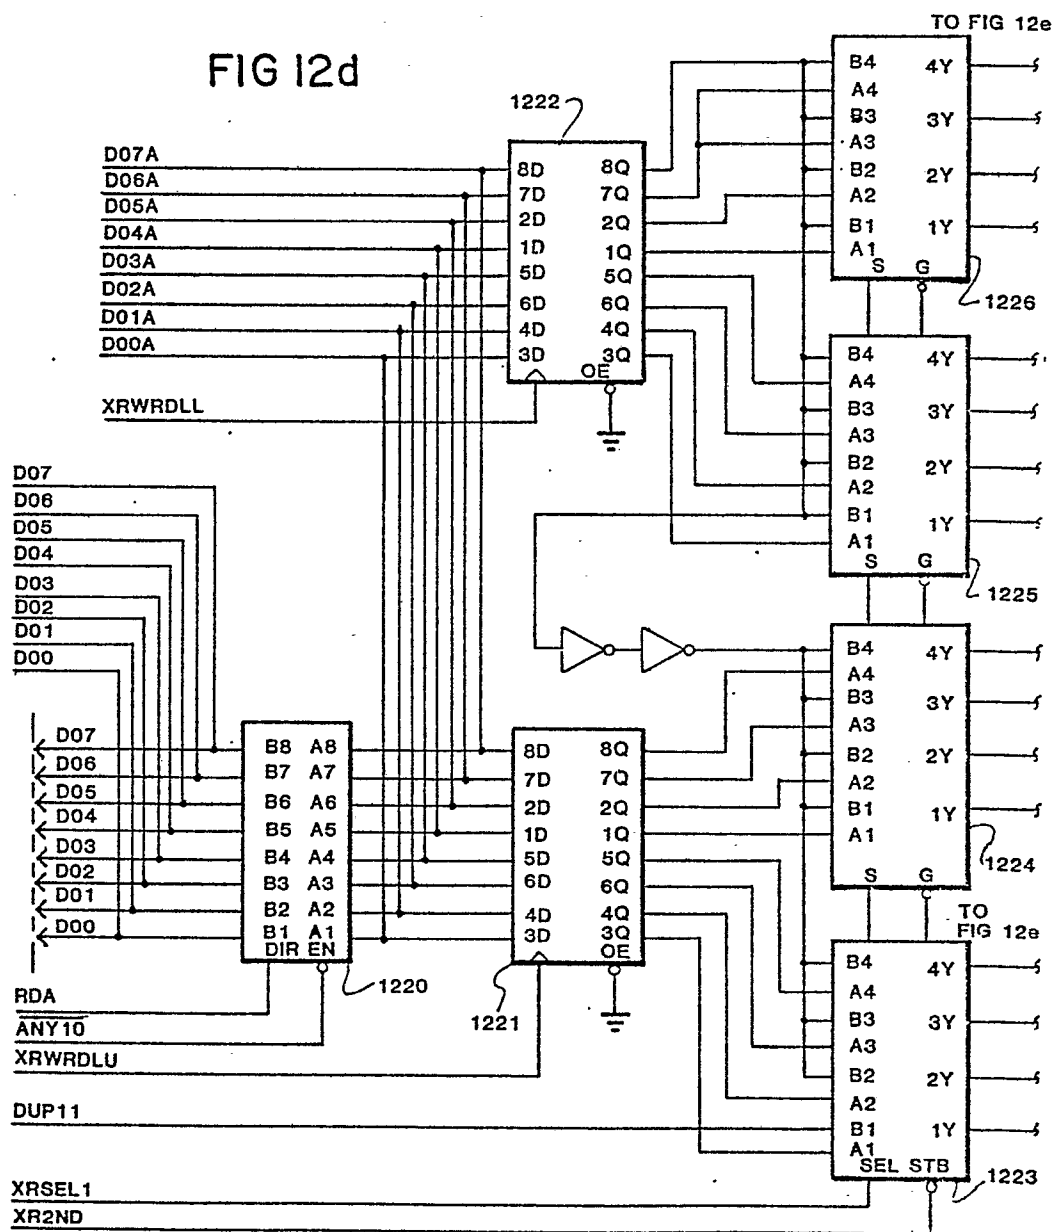 TO FIG 12e
FIG 12d
1222
D07A
D06A
D05A
D04A
D03A
D02A
D01A
D00A
XRWRDLL
8D 8Q
7D 7Q
2D 2Q
1D 1Q
5D 5Q
6D 6Q
4D 4Q
3D 3Q
OE
B4 4Y
A4
B3 3Y
A3
B2 2Y
A2
B1 1Y
A1
S G
1226
B4 4Y
A4
B3 3Y
A3
B2 2Y
A2
B1 1Y
A1
S G
1225
D07
D06
D05
D04
D03
D02
D01
D00
D07
D06
D05
D04
D03
D02
D01
D00
B8 A8
B7 A7
B6 A6
B5 A5
B4 A4
B3 A3
B2 A2
B1 A1
DIR EN
1220
8D 8Q
7D 7Q
2D 2Q
1D 1Q
5D 5Q
6D 6Q
4D 4Q
3D 3Q
OE
1221
B4 4Y
A4
B3 3Y
A3
B2 2Y
A2
B1 1Y
A1
S G
1224
TO
FIG 12e
B4 4Y
A4
B3 3Y
A3
B2 2Y
A2
B1 1Y
A1
SEL STB
1223
RDA
ANY10
XRWRDLU
DUP11
XRSEL1
XR2ND